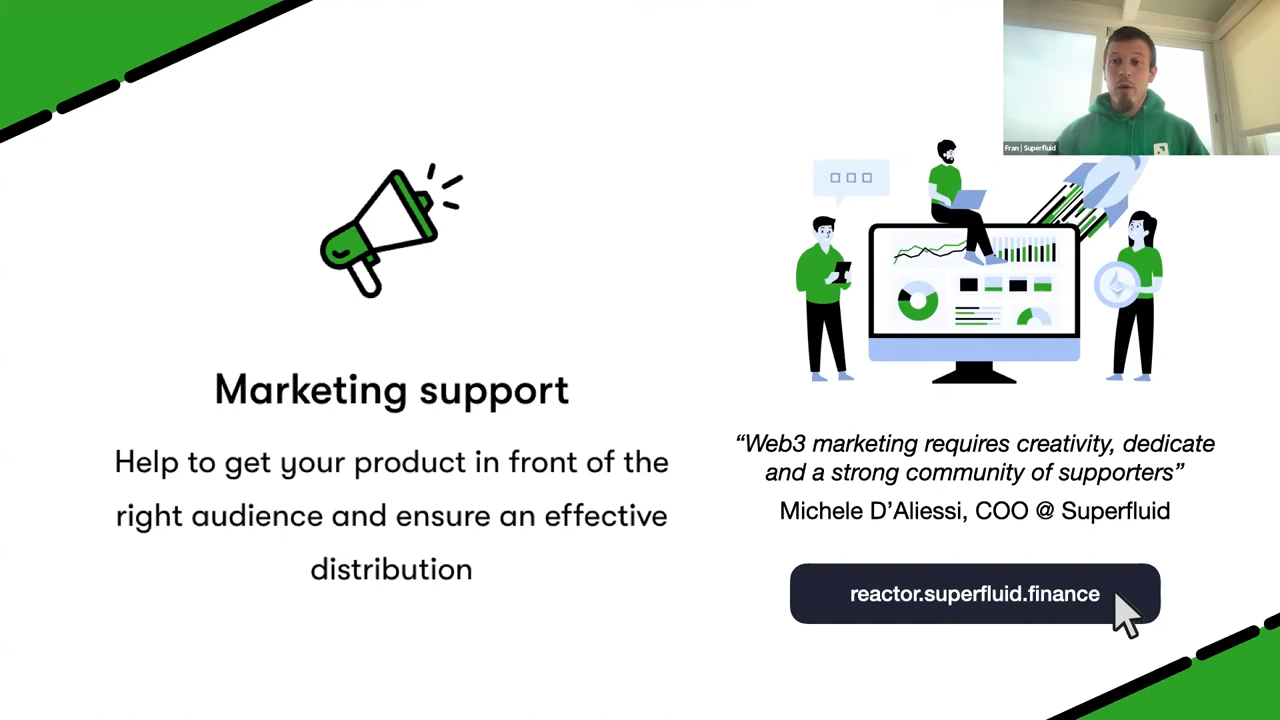 Fran | Superfluid
Marketing support
Help to get your product in front of the
right audience and ensure an effective
distribution
“Web3 marketing requires creativity, dedicate
and a strong community of supporters”
Michele D’Aliessi, COO @ Superfluid
reactor.superfluid.finance